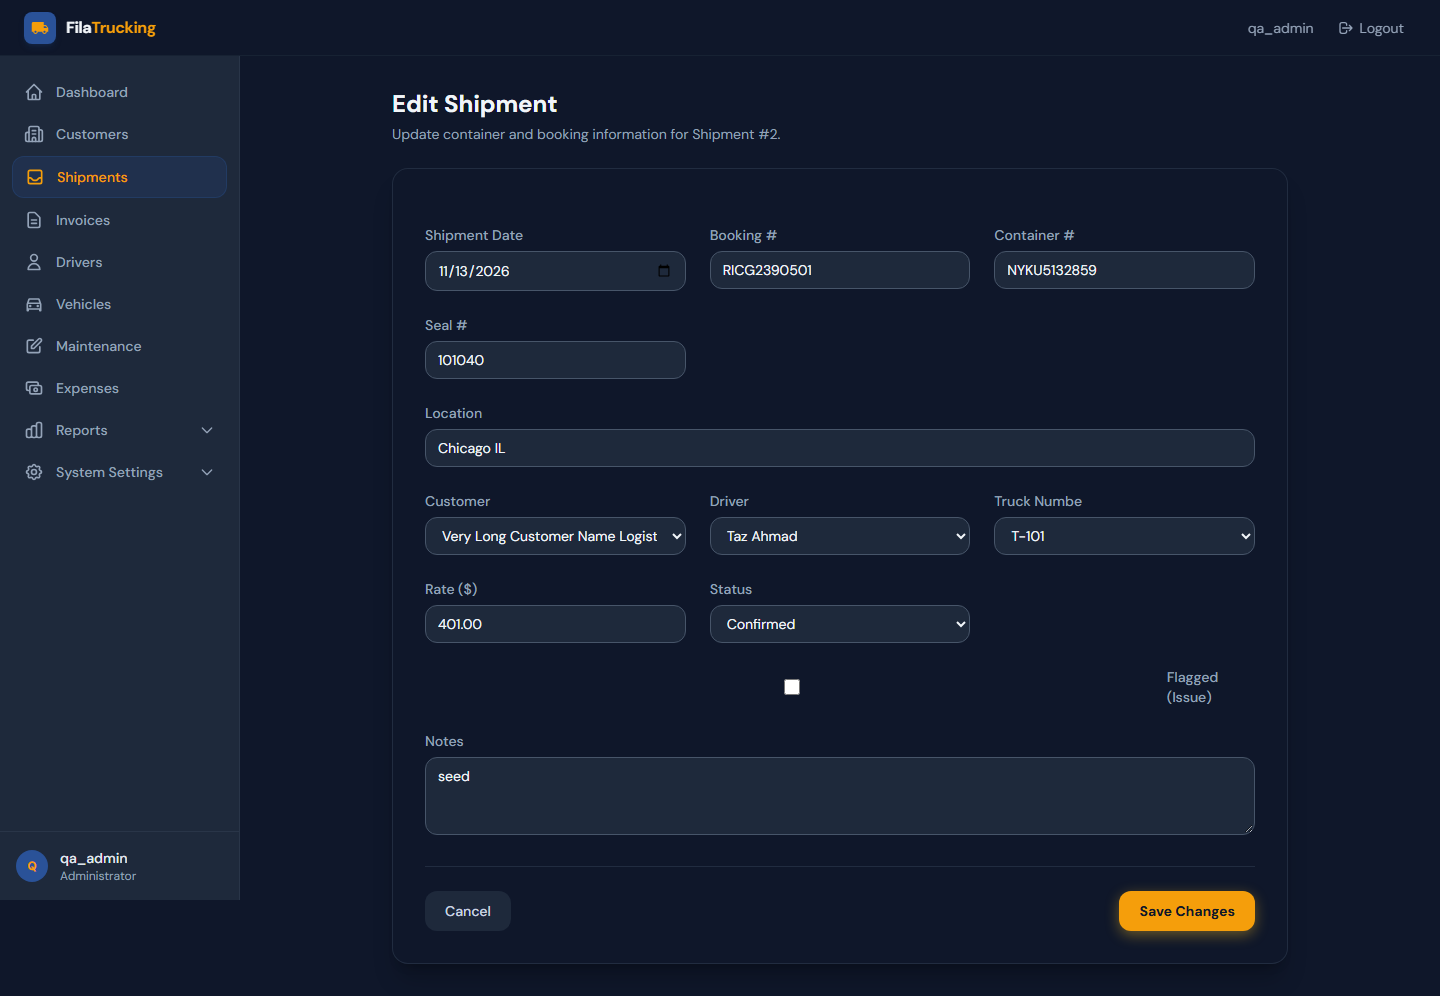 FilaTrucking
qa_admin
Logout
Dashboard
Customers
Shipments
Invoices
Drivers
Vehicles
Maintenance
Expenses
Reports
System Settings
Q
qa_admin
Administrator
Edit Shipment
Update container and booking information for Shipment #2.
Shipment Date
Booking #
Container #
11/13/2026
RICG2390501
NYKU5132859
Seal #
101040
Location
Chicago IL
Customer
Driver
Truck Numbe
Very Long Customer Name Logist
Taz Ahmad
T-101
Rate ($)
Status
401.00
Confirmed
Flagged
(Issue)
Notes
seed
Cancel
Save Changes